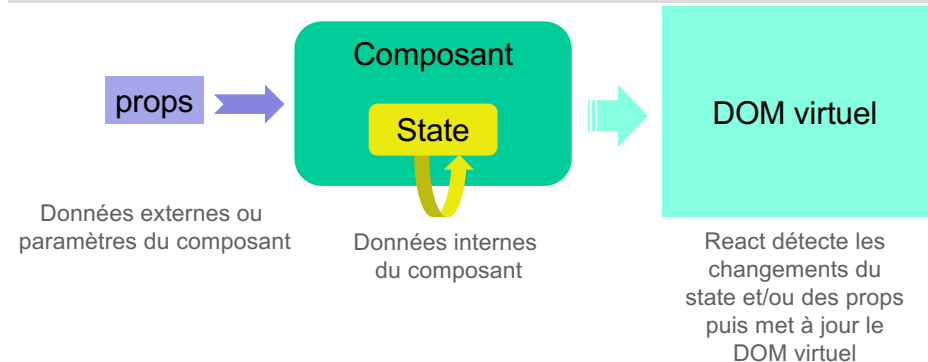 Composant
props
State
DOM virtuel
Données externes ou
paramètres du composant
Données internes
du composant
React détecte les
changements du
state et/ou des props
puis met à jour le
DOM virtuel